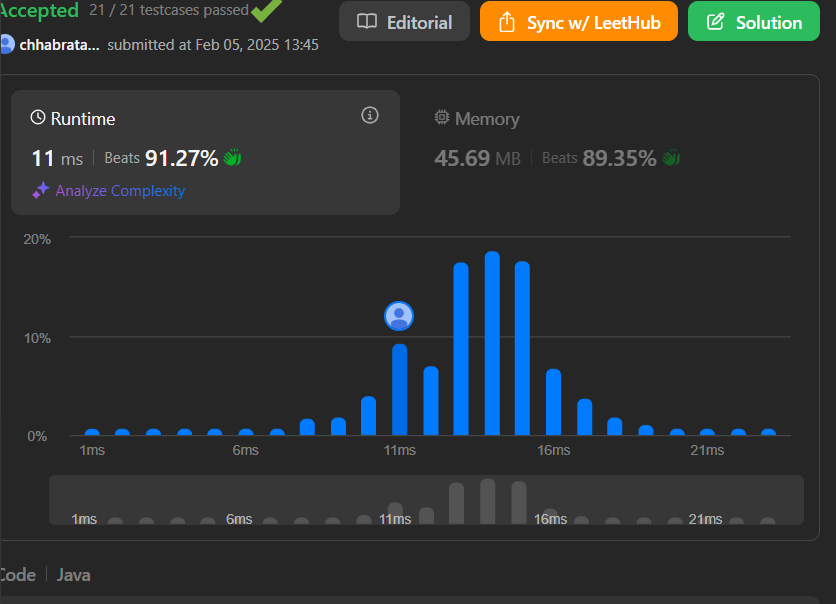 Accepted 21 / 21 testcases passed
Editorial
Sync w/ LeetHub
Solution
chhabrata... submitted at Feb 05, 2025 13:45
Runtime
11 ms Beats 91.27%
Analyze Complexity
Memory
45.69 MB Beats 89.35%
20%
10%
0%
1ms 6ms 11ms 16ms 21ms
1ms 6ms 11ms 16ms 21ms
Code Java